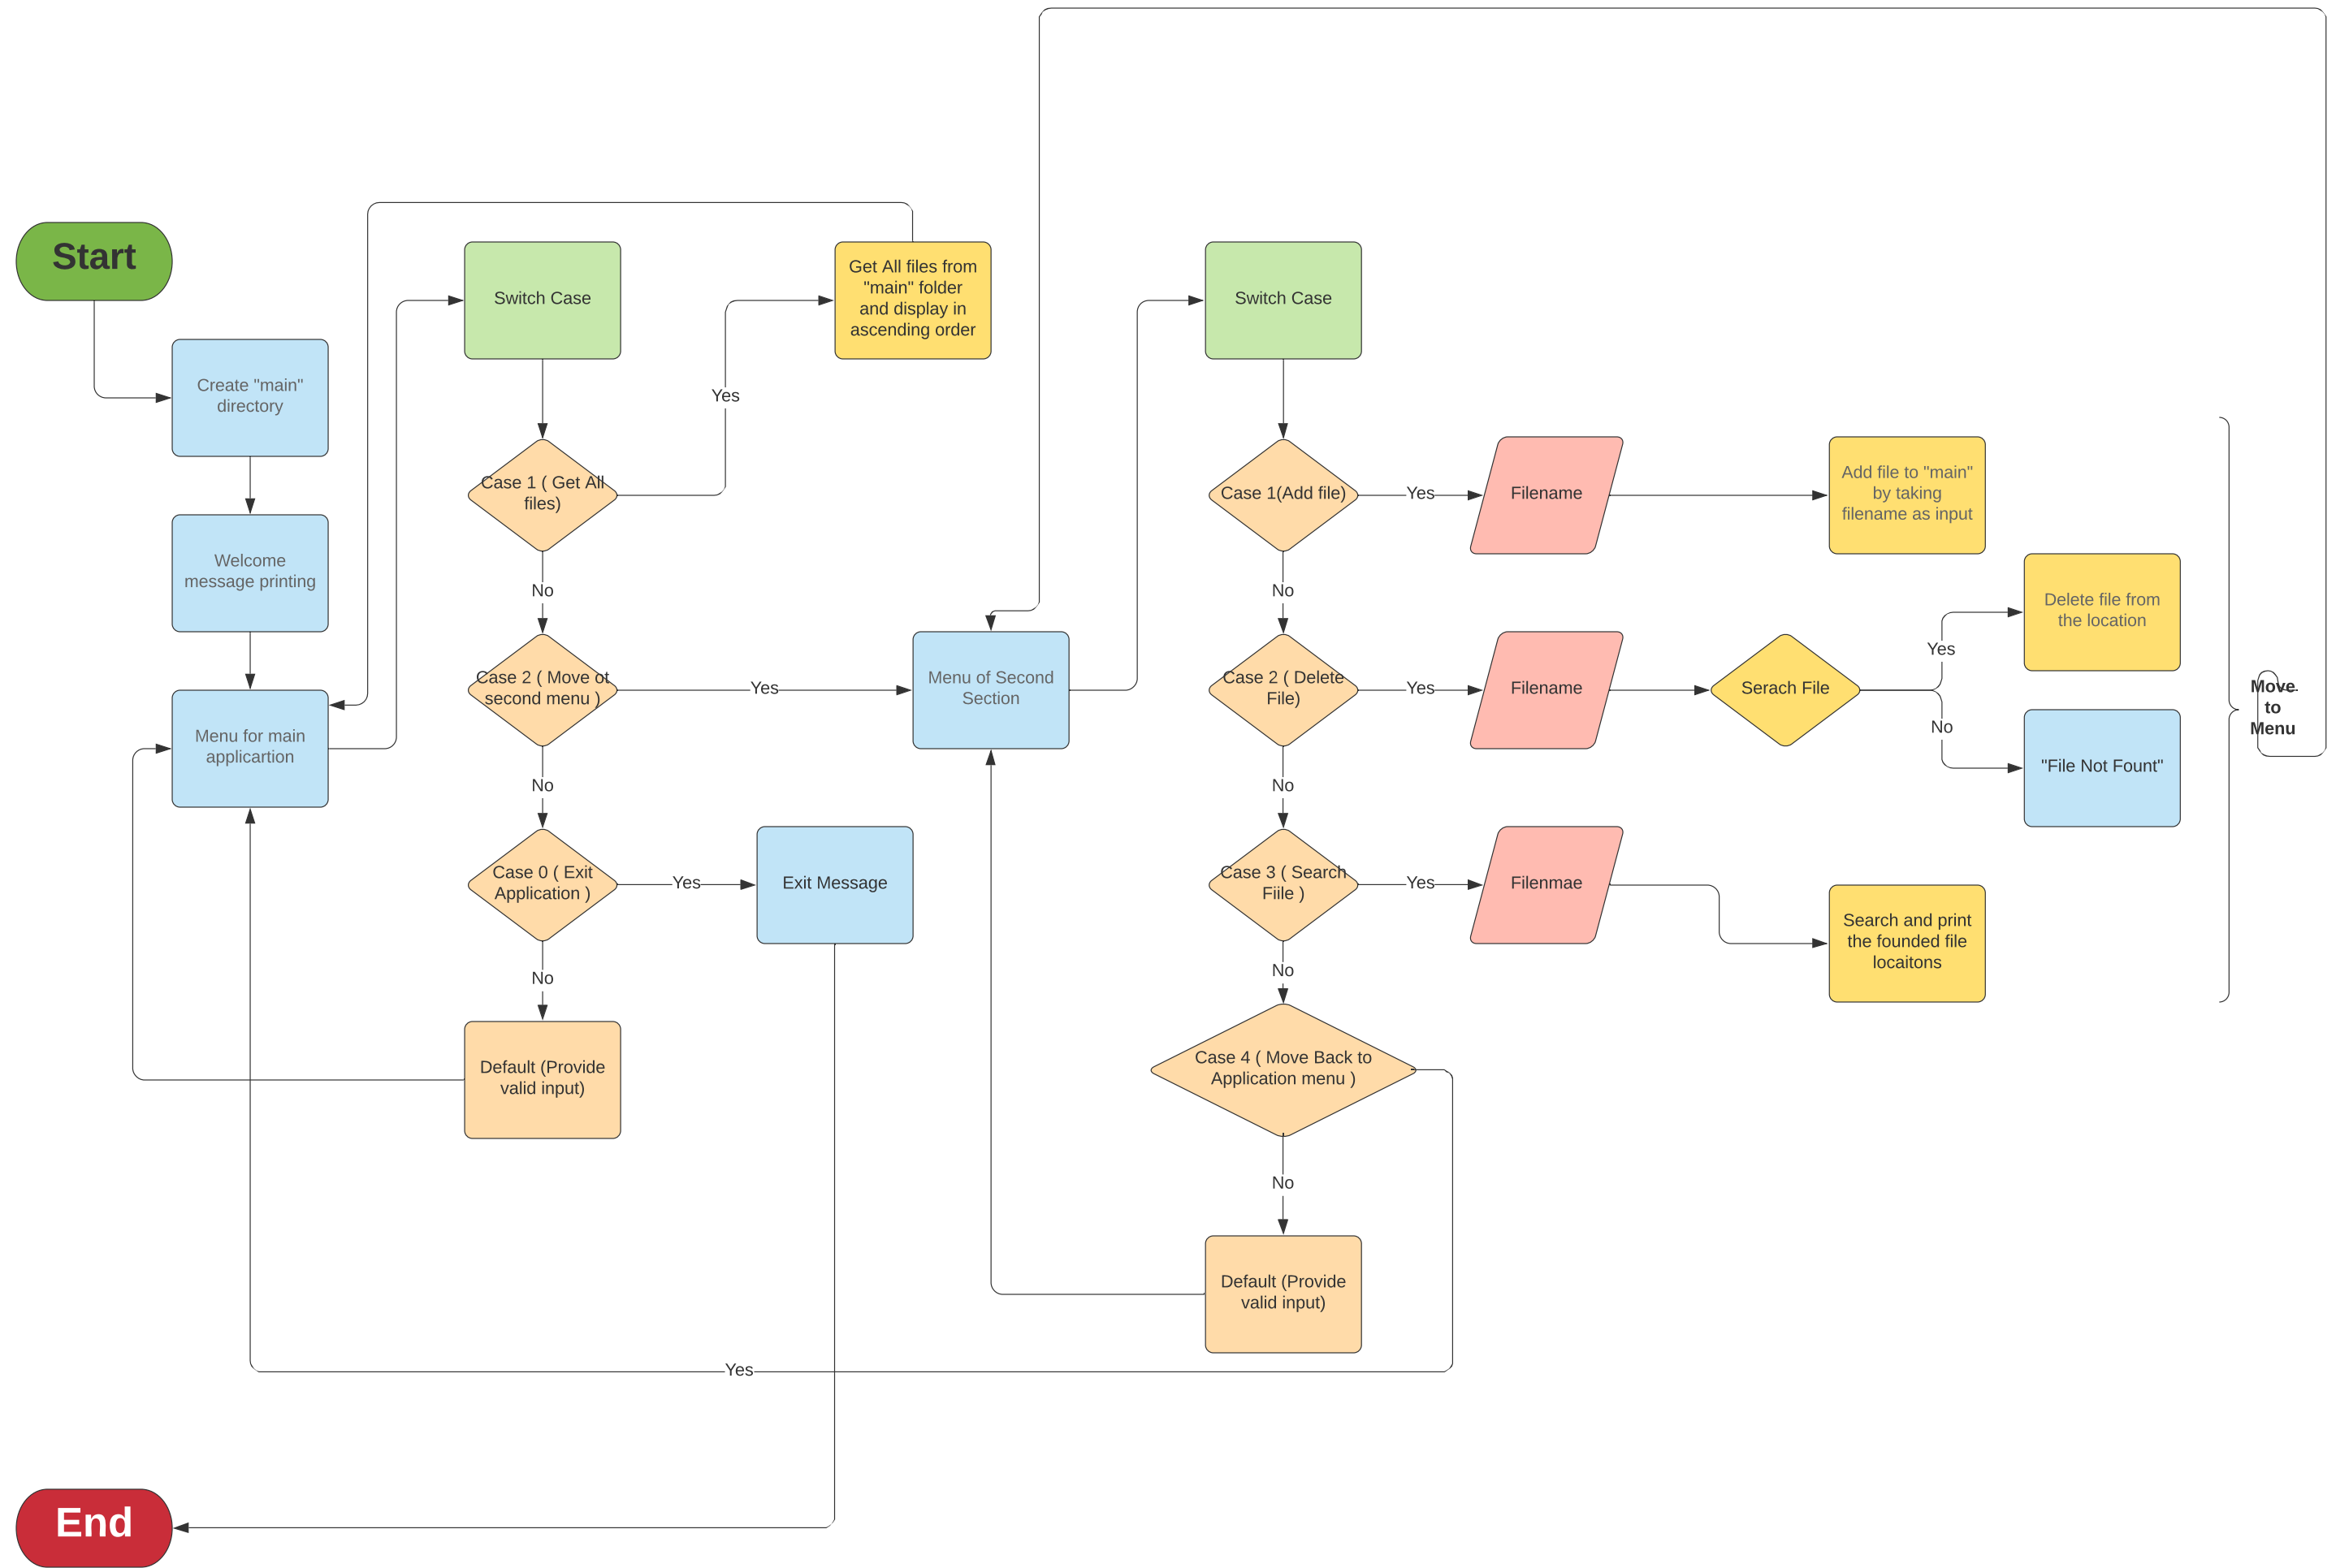 Start
Create "main"
directory
Welcome
message printing
Menu for main
applicartion
Switch Case
Case 1 ( Get All
files)
Yes
Get All files from
"main" folder
and display in
ascending order
No
Case 2 ( Move ot
second menu )
Yes
No
Case 0 ( Exit
Application )
Yes
Exit Message
No
Default (Provide
valid input)
Menu of Second
Section
Switch Case
Case 1(Add file)
Yes
Filename
Add file to "main"
by taking
filename as input
No
Case 2 ( Delete
File)
Yes
Filename
Serach File
Yes
Delete file from
the location
No
"File Not Fount"
No
Case 3 ( Search
Fiile )
Yes
Filenmae
Search and print
the founded file
locaitons
Move
to
Menu
No
Case 4 ( Move Back to
Application menu )
No
Default (Provide
valid input)
Yes
End